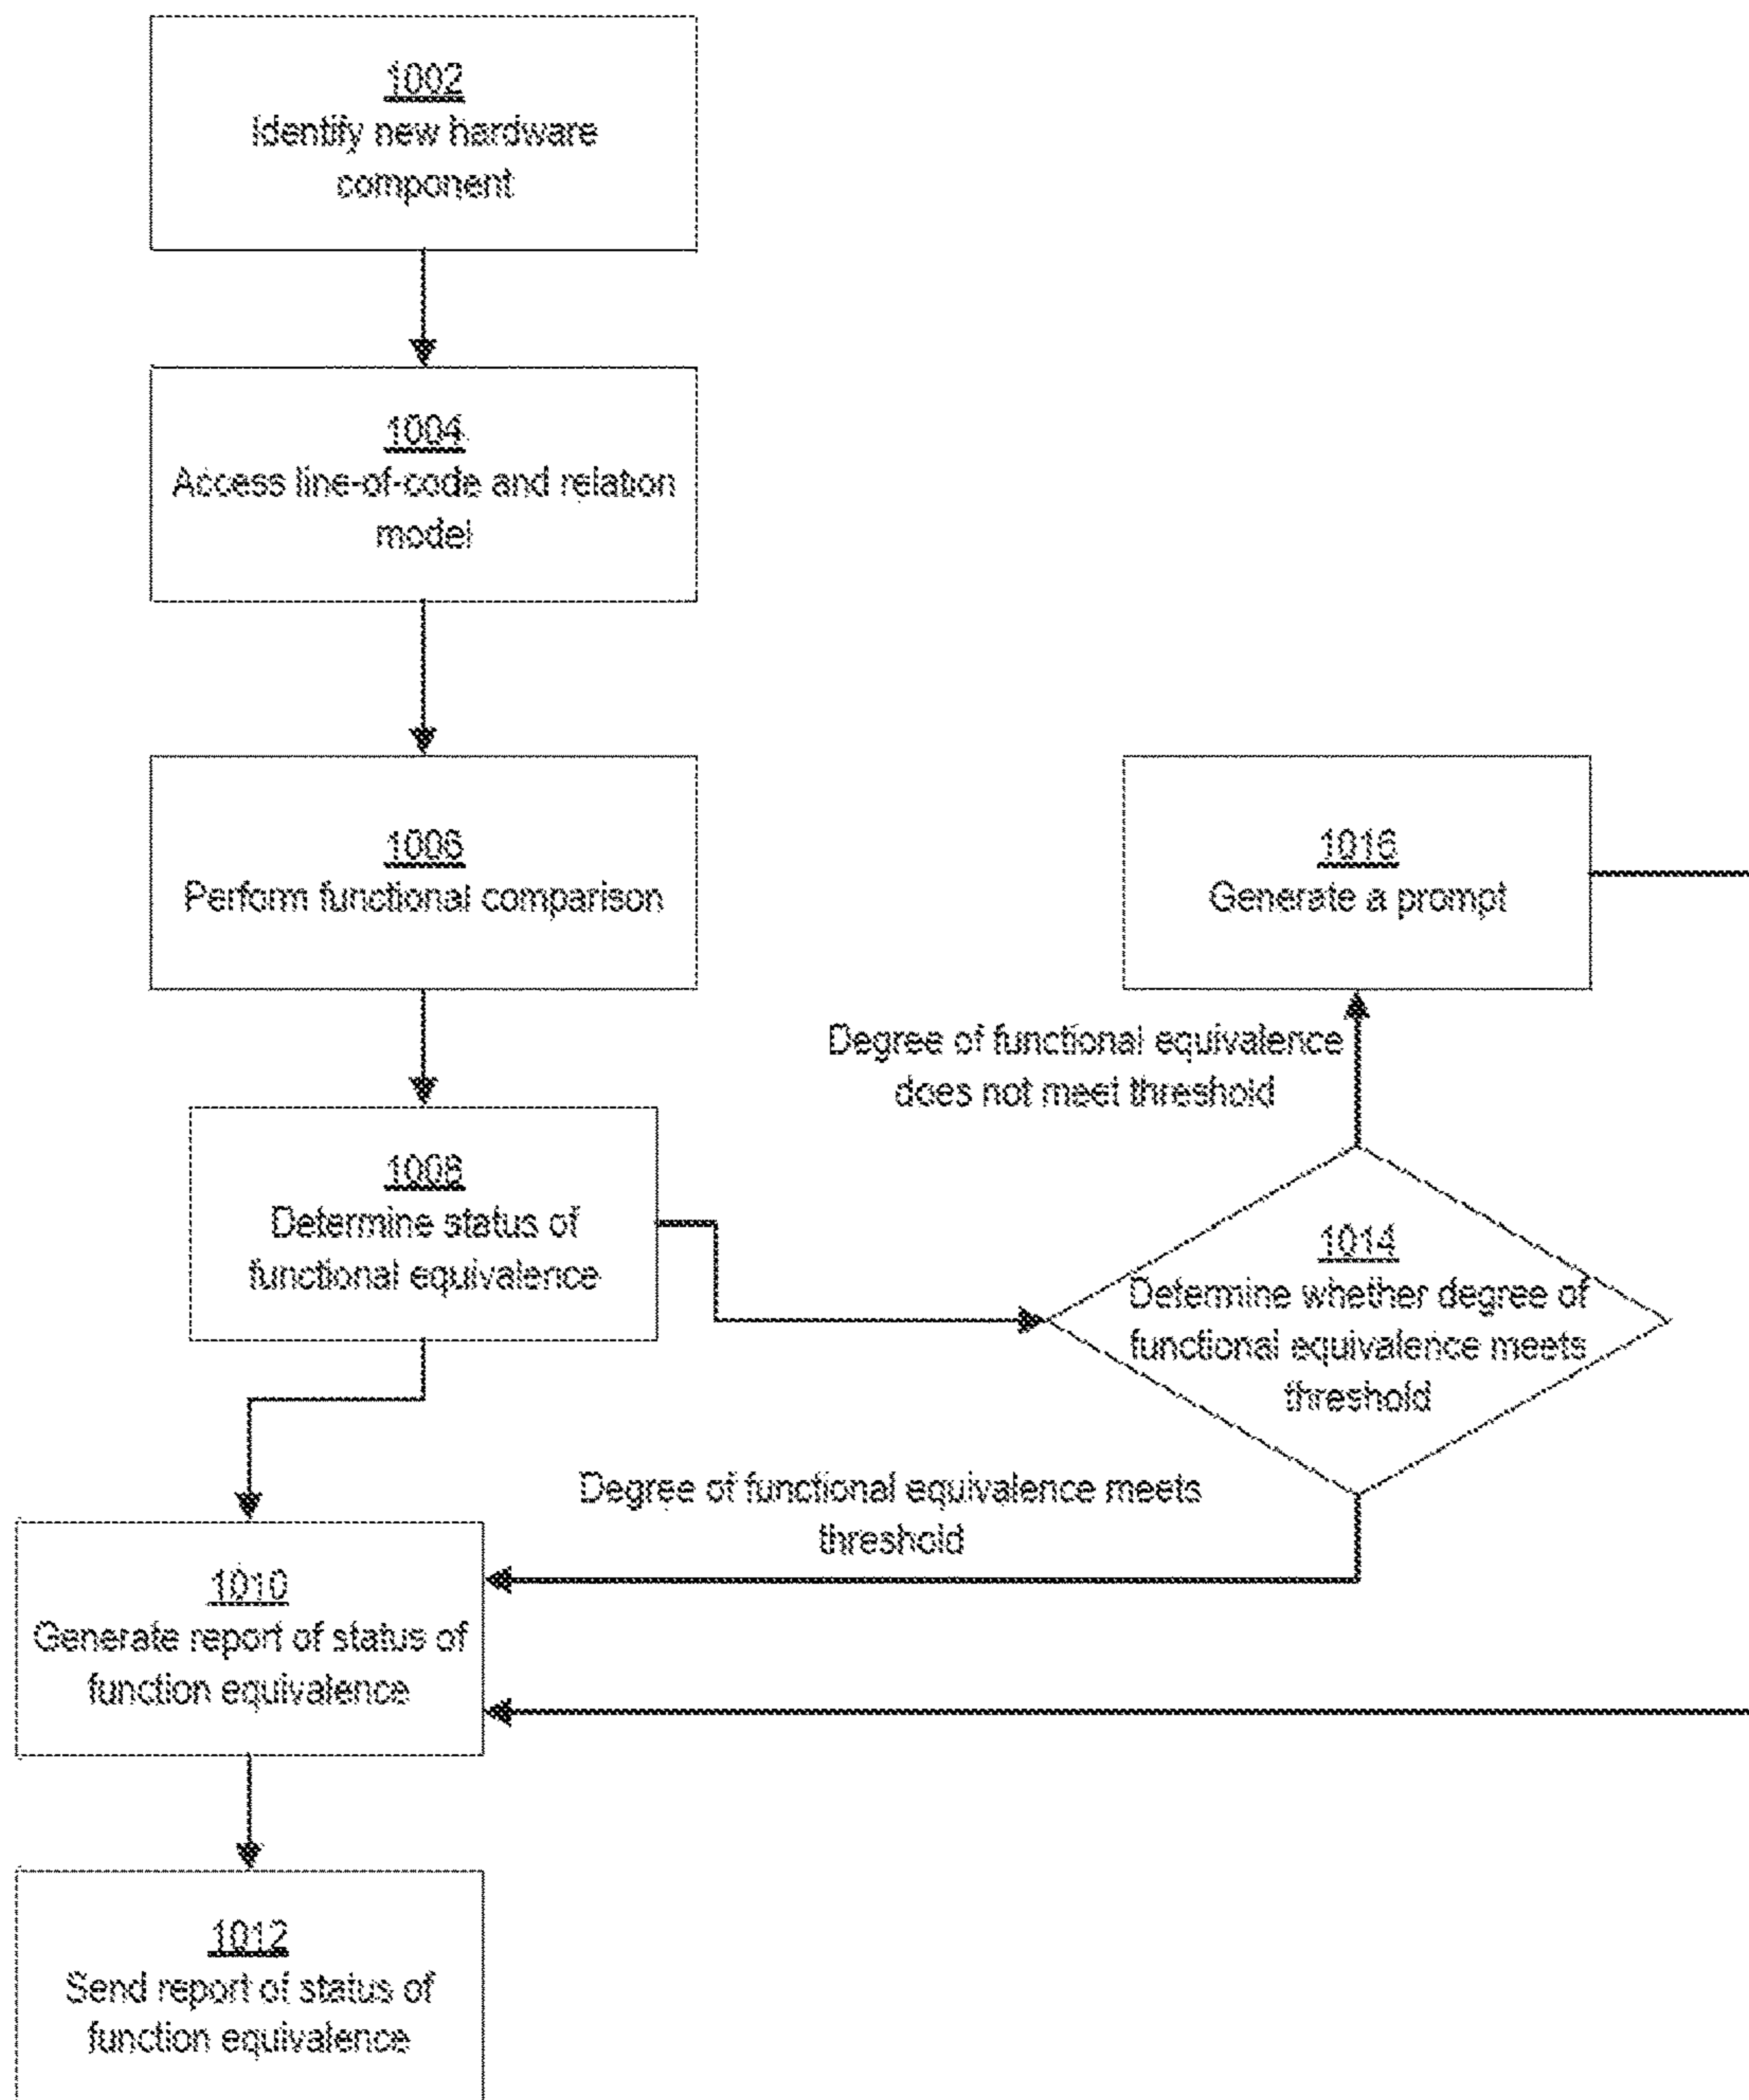 1002
Identify new hardware
component
1004
Access line-of-code and relation
model
1006
Perform functional comparison
1016
Generate a prompt
Degree of functional equivalence
does not meet threshold
1008
Determine status of
functional equivalence
1014
Determine whether degree of
functional equivalence meets
threshold
Degree of functional equivalence meets
threshold
1010
Generate report of status of
function equivalence
1012
Send report of status of
function equivalence